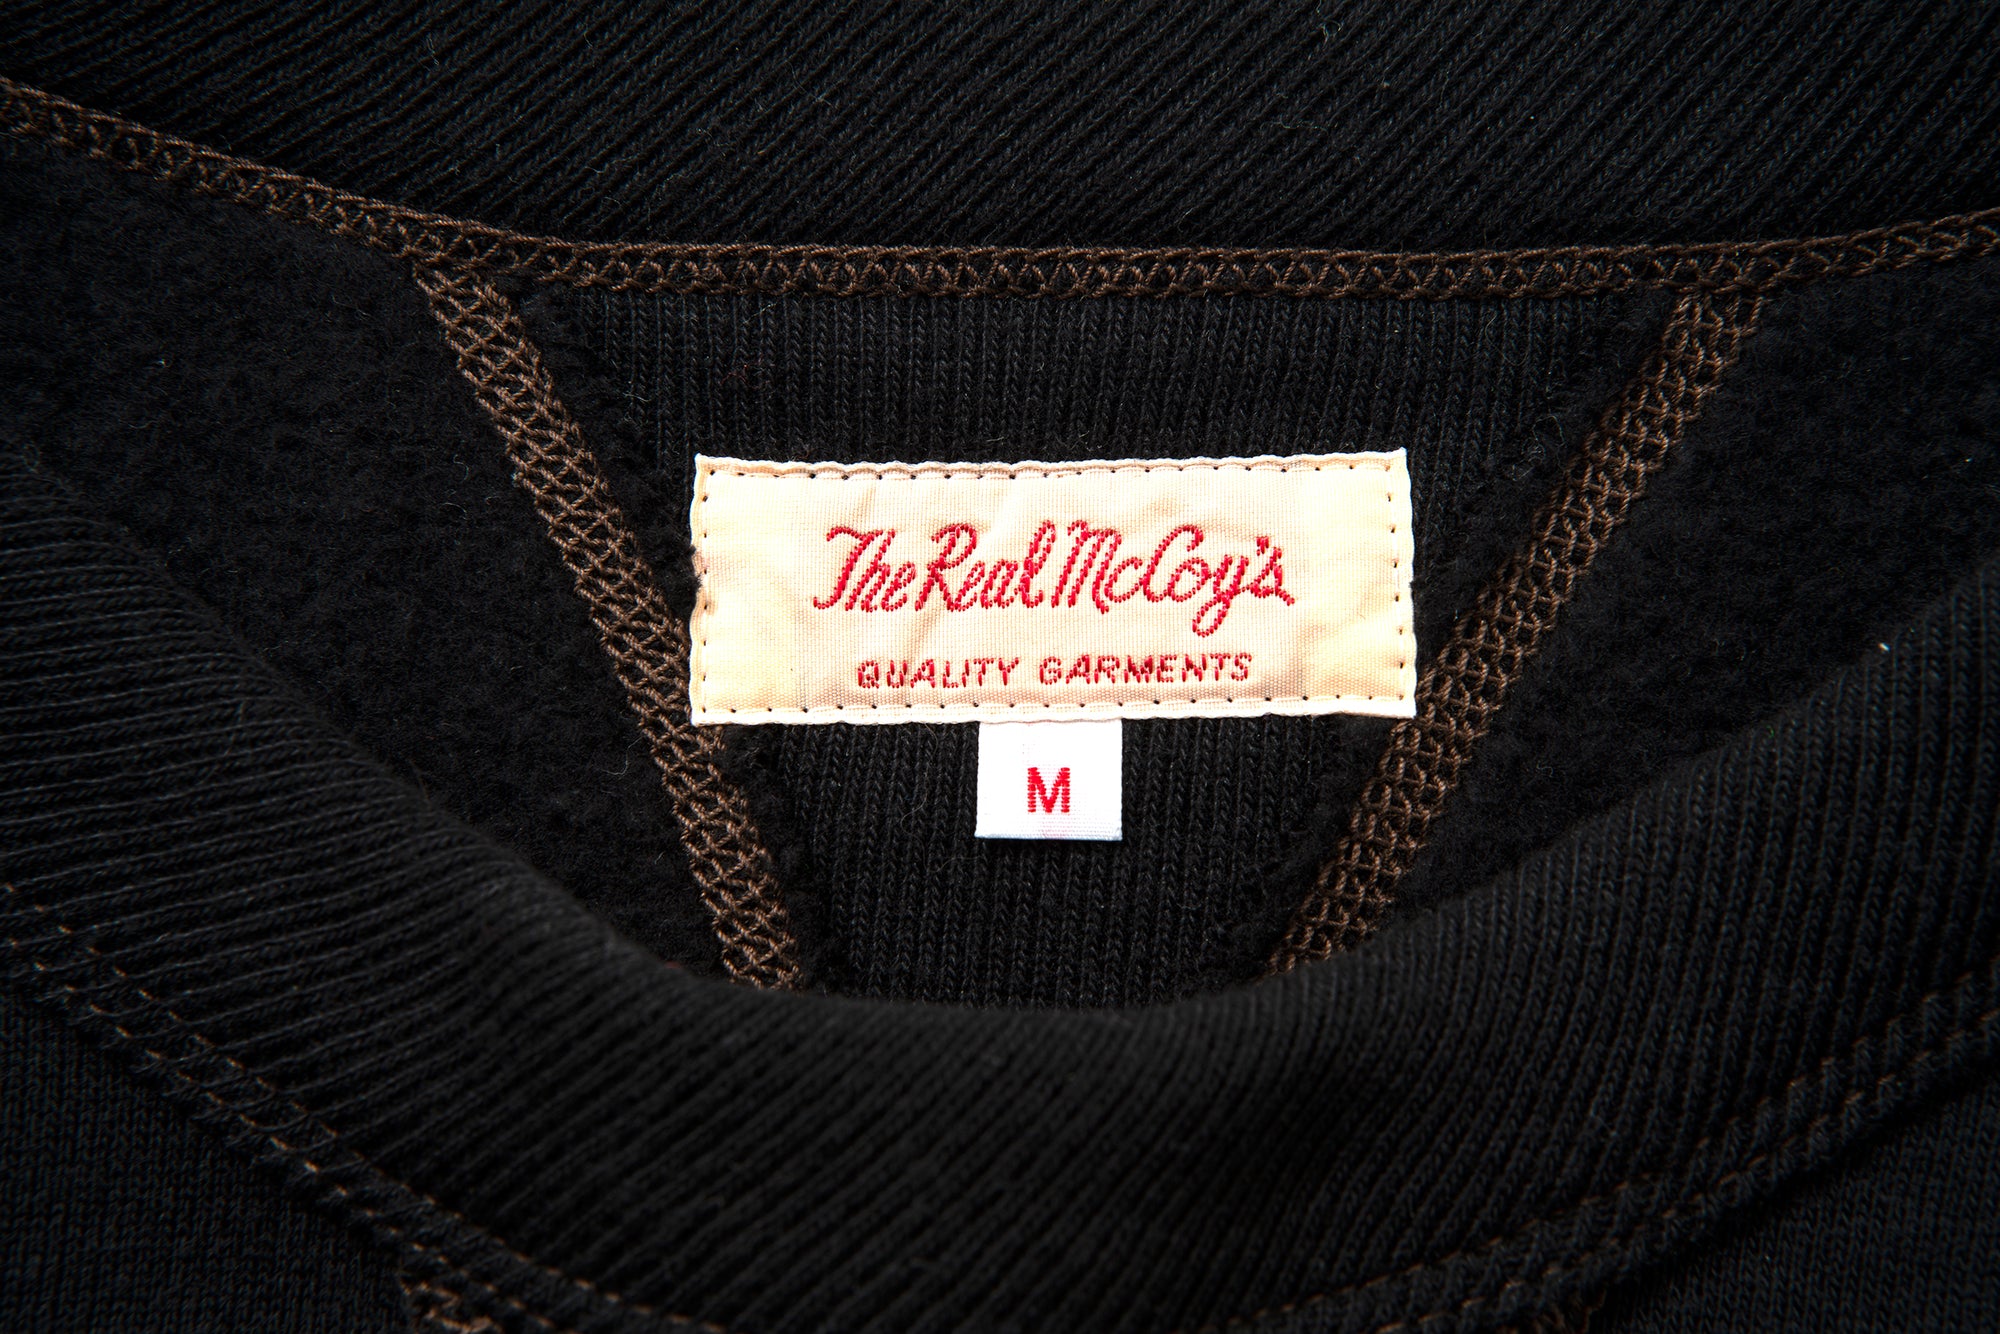 The Real McCoy's
QUALITY GARMENTS
M